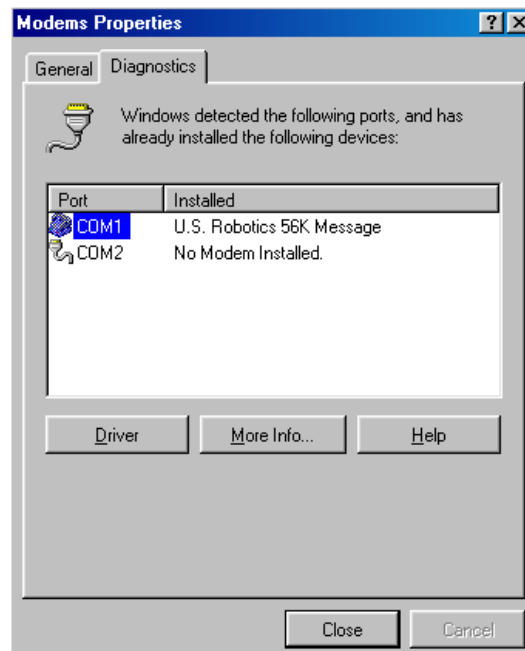 Modems Properties
General Diagnostics
Windows detected the following ports, and has
already installed the following devices:
Port Installed
COM1 U.S. Robotics 56K Message
COM2 No Modem Installed.
Driver More Info... Help
Close Cancel